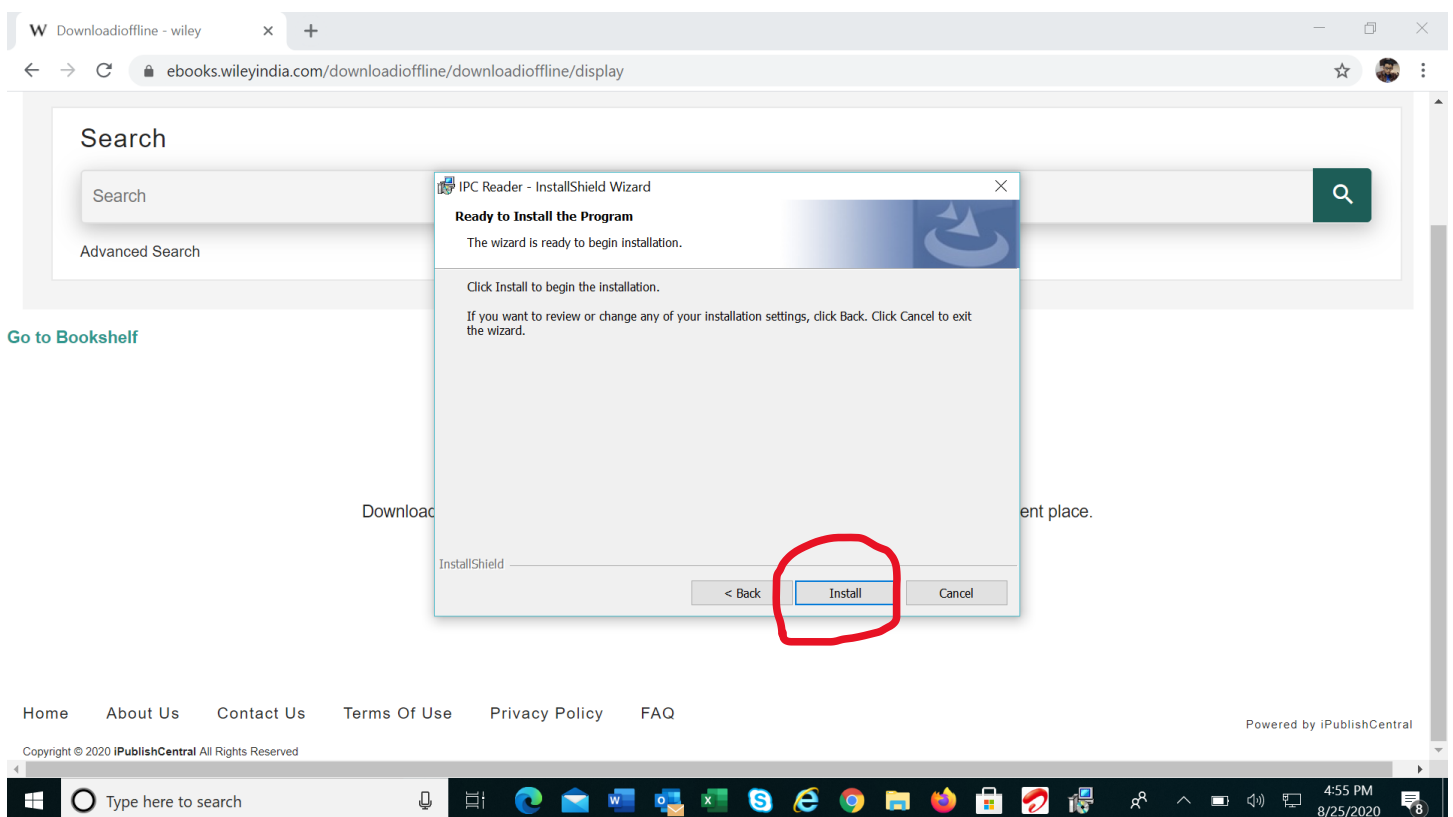 W Downloadioffline - wiley
ebooks.wileyindia.com/downloadioffline/downloadioffline/display
Search
Search
Advanced Search
Go to Bookshelf
IPC Reader - InstallShield Wizard
Ready to Install the Program
The wizard is ready to begin installation.
Click Install to begin the installation.
If you want to review or change any of your installation settings, click Back. Click Cancel to exit
the wizard.
Downloa
ent place.
InstallShield
< Back Install Cancel
Home About Us Contact Us Terms Of Use Privacy Policy FAQ
Powered by iPublishCentral
Copyright © 2020 iPublishCentral All Rights Reserved
Type here to search
4:55 PM
8/25/2020
8